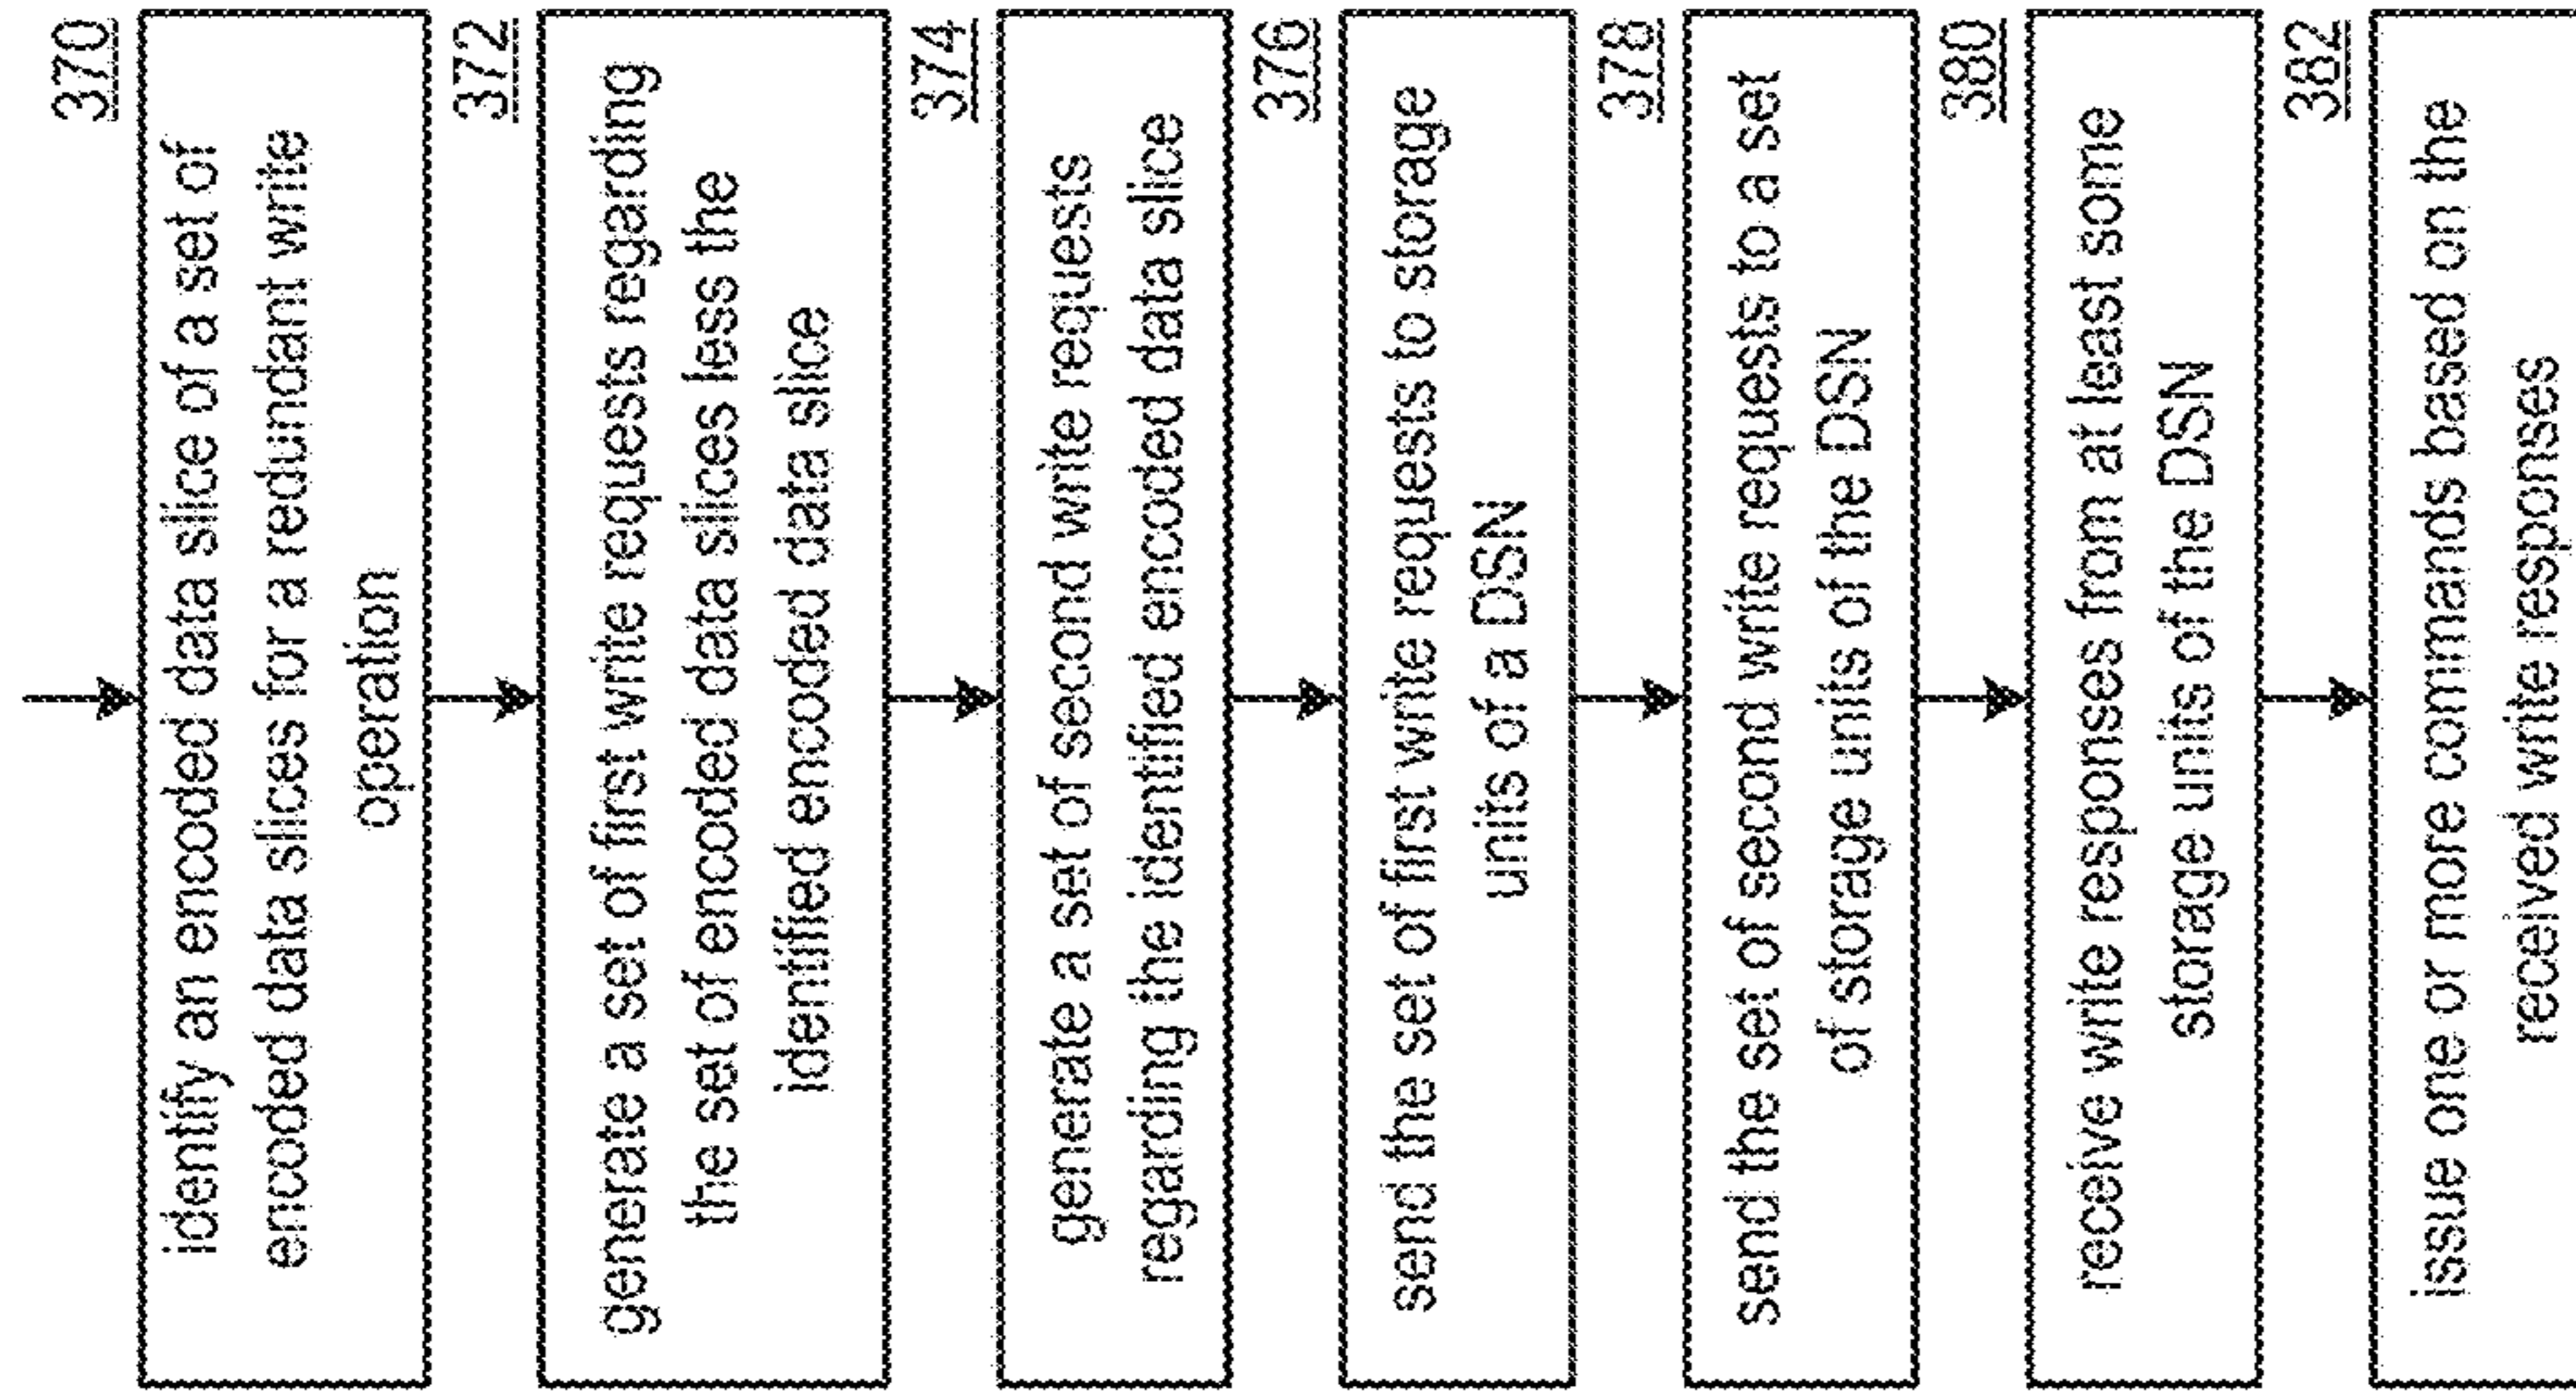 370
identify an encoded data slice of a set of
encoded data slices for a redundant write
operation
372
generate a set of first write requests regarding
the set of encoded data slices less the
identified encoded data slice
374
generate a set of second write requests
regarding the identified encoded data slice
376
send the set of first write requests to storage
units of a DSN
378
send the set of second write requests to a set
of storage units of the DSN
380
receive write responses from at least some
storage units of the DSN
382
issue one or more commands based on the
received write responses